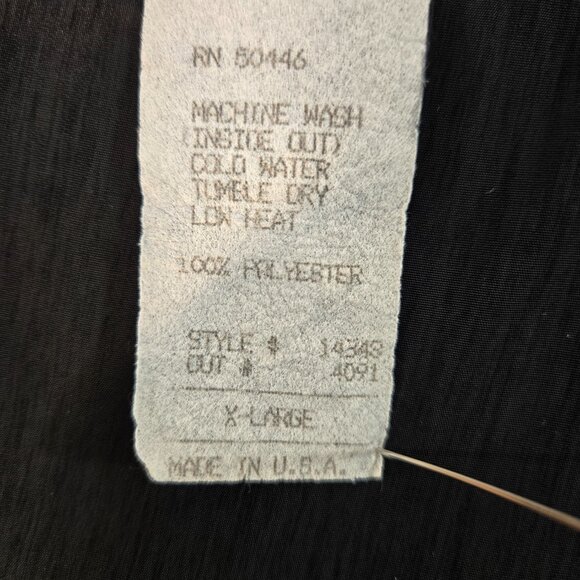 RN 50446
MACHINE WASH
(INSIDE OUT)
COLD WATER
TUMBLE DRY
LOW HEAT
100% POLYESTER
STYLE # 14343
CUT # 4091
X-LARGE
MADE IN U.S.A.